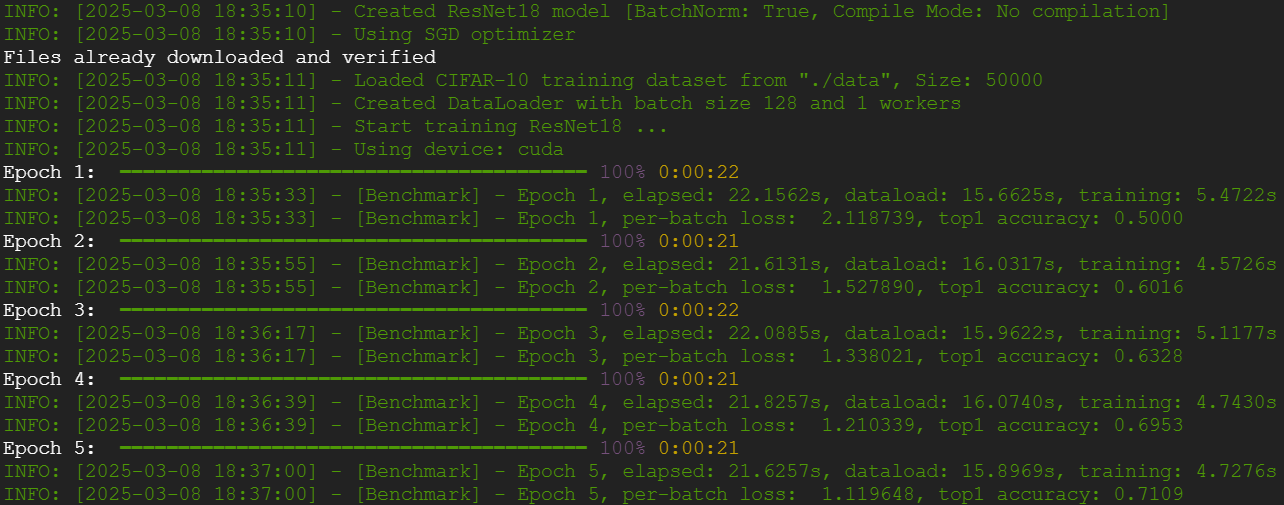 INFO: [2025-03-08 18:35:10] - Created ResNet18 model [BatchNorm: True, Compile Mode: No compilation]
INFO: [2025-03-08 18:35:10] - Using SGD optimizer
Files already downloaded and verified
INFO: [2025-03-08 18:35:11] - Loaded CIFAR-10 training dataset from "./data", Size: 50000
INFO: [2025-03-08 18:35:11] - Created DataLoader with batch size 128 and 1 workers
INFO: [2025-03-08 18:35:11] - Start training ResNet18 ...
INFO: [2025-03-08 18:35:11] - Using device: cuda
Epoch 1: 100% 0:00:22
INFO: [2025-03-08 18:35:33] - [Benchmark] - Epoch 1, elapsed: 22.1562s, dataload: 15.6625s, training: 5.4722s
INFO: [2025-03-08 18:35:33] - [Benchmark] - Epoch 1, per-batch loss:  2.118739, top1 accuracy: 0.5000
Epoch 2: 100% 0:00:21
INFO: [2025-03-08 18:35:55] - [Benchmark] - Epoch 2, elapsed: 21.6131s, dataload: 16.0317s, training: 4.5726s
INFO: [2025-03-08 18:35:55] - [Benchmark] - Epoch 2, per-batch loss:  1.527890, top1 accuracy: 0.6016
Epoch 3: 100% 0:00:22
INFO: [2025-03-08 18:36:17] - [Benchmark] - Epoch 3, elapsed: 22.0885s, dataload: 15.9622s, training: 5.1177s
INFO: [2025-03-08 18:36:17] - [Benchmark] - Epoch 3, per-batch loss:  1.338021, top1 accuracy: 0.6328
Epoch 4: 100% 0:00:21
INFO: [2025-03-08 18:36:39] - [Benchmark] - Epoch 4, elapsed: 21.8257s, dataload: 16.0740s, training: 4.7430s
INFO: [2025-03-08 18:36:39] - [Benchmark] - Epoch 4, per-batch loss:  1.210339, top1 accuracy: 0.6953
Epoch 5: 100% 0:00:21
INFO: [2025-03-08 18:37:00] - [Benchmark] - Epoch 5, elapsed: 21.6257s, dataload: 15.8969s, training: 4.7276s
INFO: [2025-03-08 18:37:00] - [Benchmark] - Epoch 5, per-batch loss:  1.119648, top1 accuracy: 0.7109